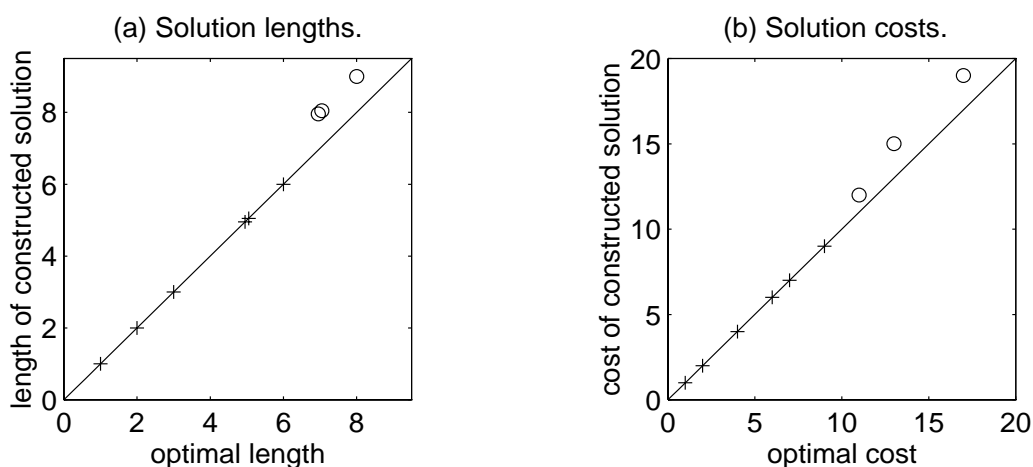 (a) Solution lengths.
length of constructed solution
8
6
4
2
0
0 2 4 6 8
optimal length
(b) Solution costs.
cost of constructed solution
20
15
10
5
0
0 5 10 15 20
optimal cost